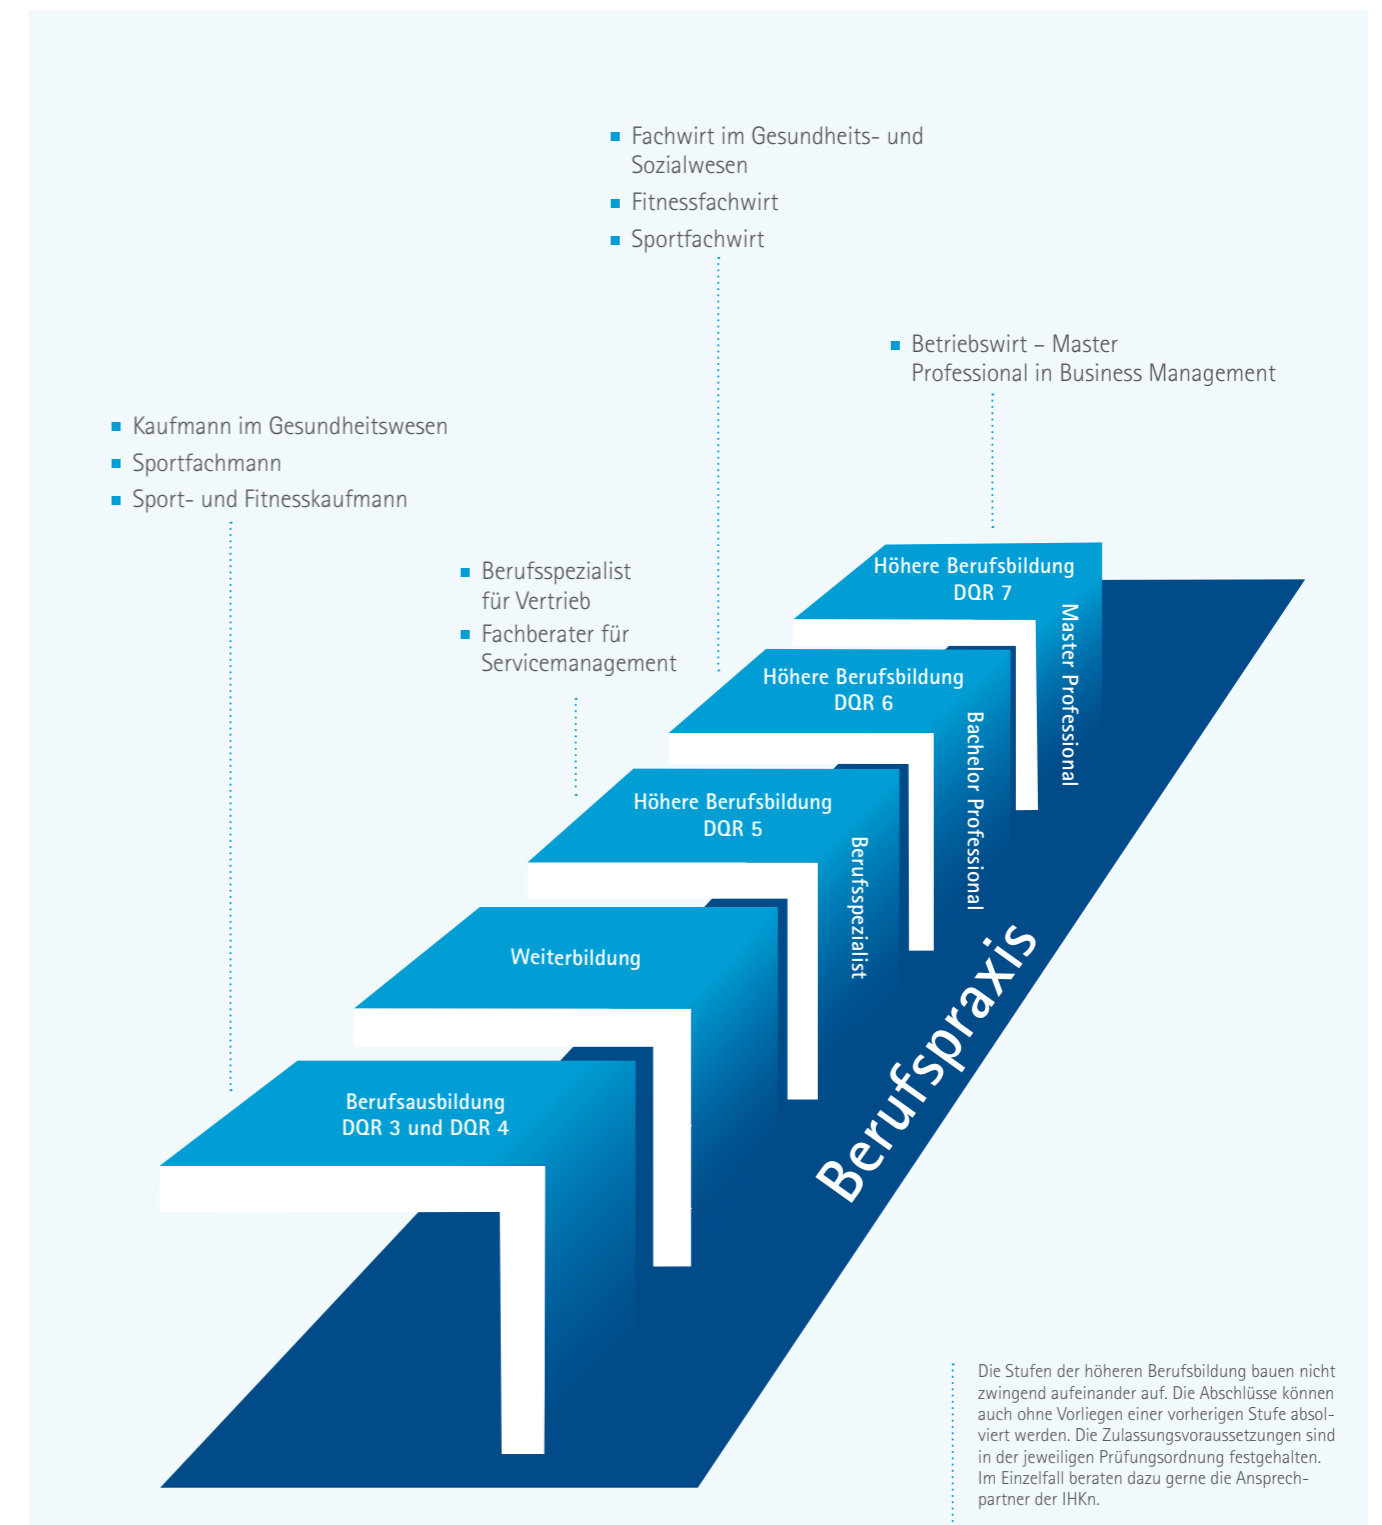 Fachwirt im Gesundheits- und
Sozialwesen
Fitnessfachwirt
Sportfachwirt
Betriebswirt – Master
Professional in Business Management
Kaufmann im Gesundheitswesen
Sportfachmann
Sport- und Fitnesskaufmann
Berufsspezialist
für Vertrieb
Fachberater für
Servicemanagement
Höhere Berufsbildung
DQR 7
Master Professional
Höhere Berufsbildung
DQR 6
Bachelor Professional
Höhere Berufsbildung
DQR 5
Berufsspezialist
Weiterbildung
Berufsausbildung
DQR 3 und DQR 4
Berufspraxis
Die Stufen der höheren Berufsbildung bauen nicht
zwingend aufeinander auf. Die Abschlüsse können
auch ohne Vorliegen einer vorherigen Stufe absol-
viert werden. Die Zulassungsvoraussetzungen sind
in der jeweiligen Prüfungsordnung festgehalten.
Im Einzelfall beraten dazu gerne die Ansprech-
partner der IHKn.